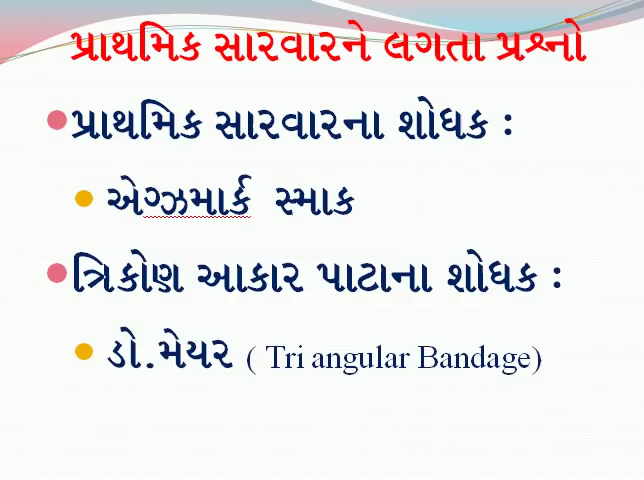 પ્રાથમિક સારવારને લગતા પ્રશ્નો
પ્રાથમિક સારવારના શોધક :
એગ્ઝમાર્ક સ્માક
ત્રિકોણ આકાર પાટાના શોધક :
ડો.મેયર ( Tri angular Bandage)